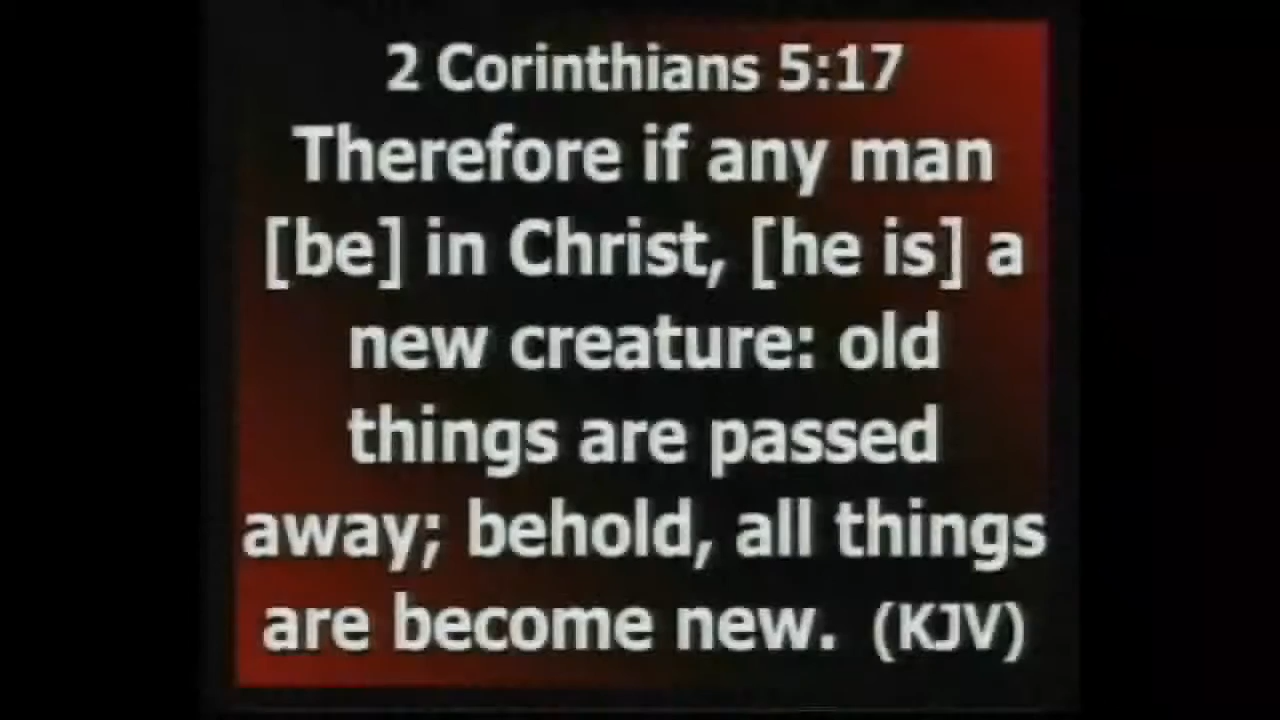 2 Corinthians 5:17
Therefore if any man
[be] in Christ, [he is] a
new creature: old
things are passed
away; behold, all things
are become new. (KJV)